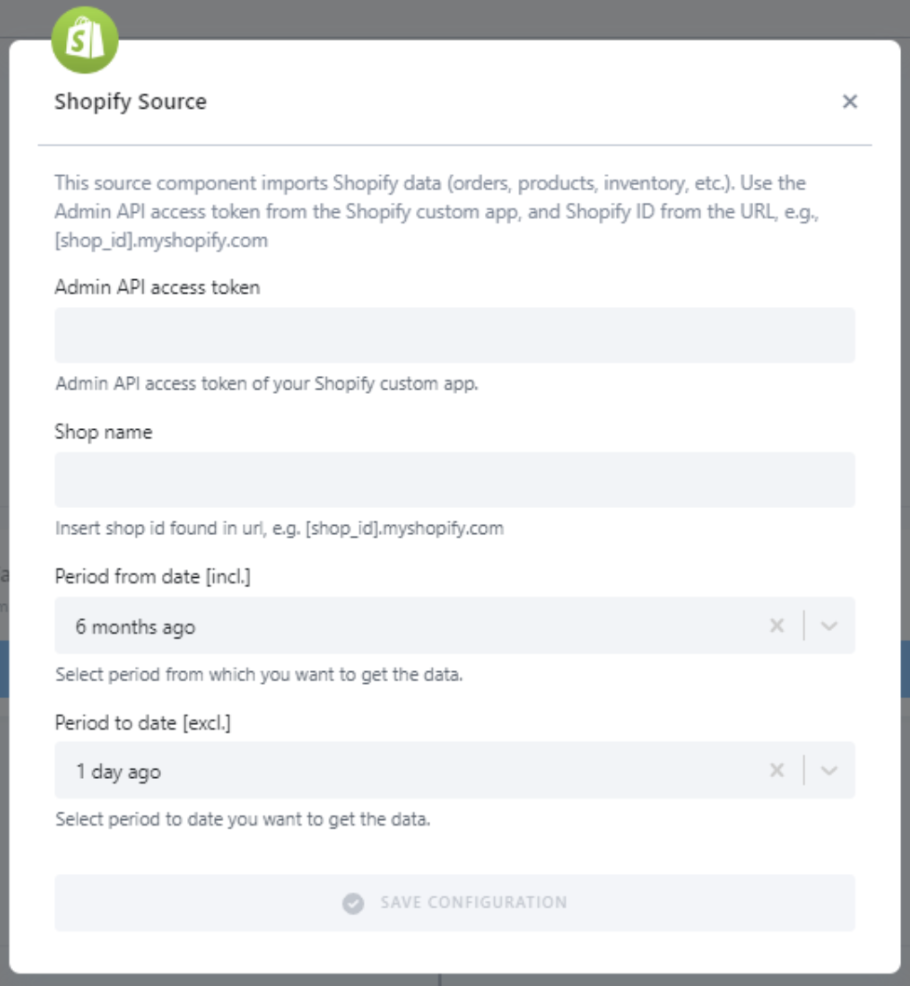 Shopify Source
This source component imports Shopify data (orders, products, inventory, etc.). Use the
Admin API access token from the Shopify custom app, and Shopify ID from the URL, e.g.,
[shop_id].myshopify.com
Admin API access token
Admin API access token of your Shopify custom app.
Shop name
Insert shop id found in url, e.g. [shop_id].myshopify.com
Period from date [incl.]
6 months ago
Select period from which you want to get the data.
Period to date [excl.]
1 day ago
Select period to date you want to get the data.
SAVE CONFIGURATION